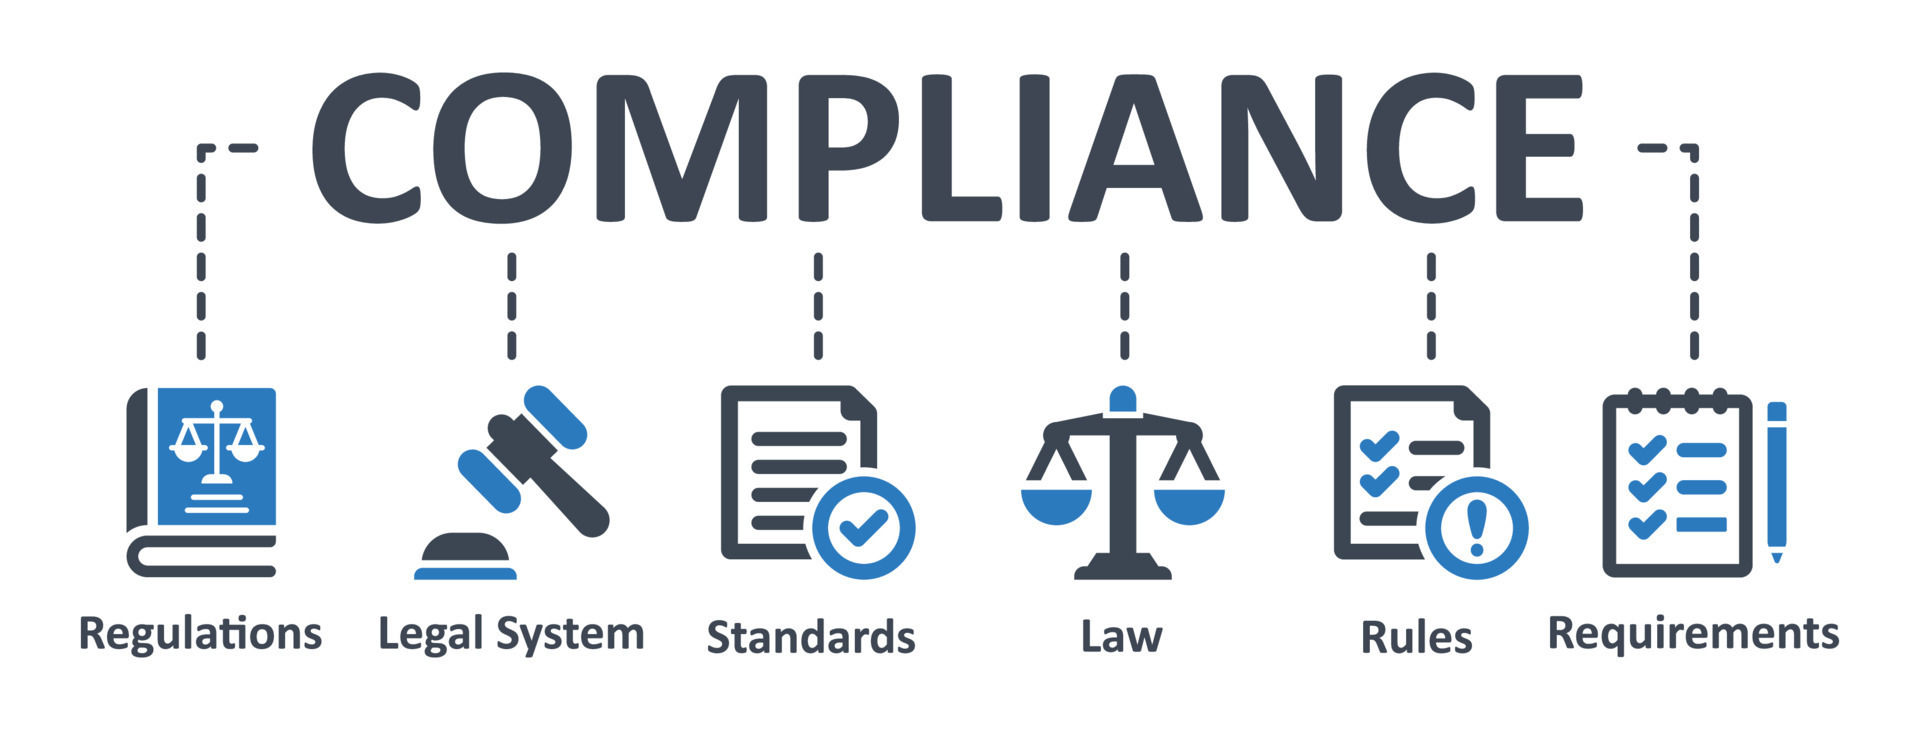 COMPLIANCE
Regulations
Legal System
Standards
Law
Rules
Requirements